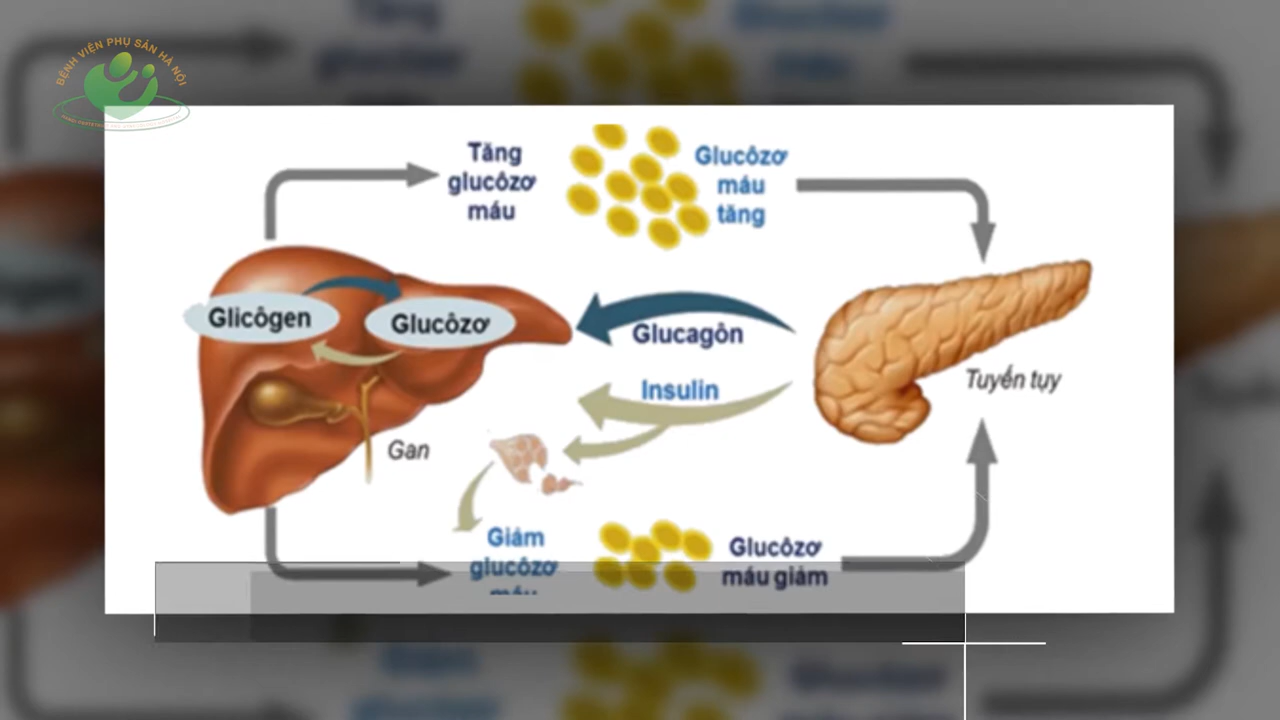 BỆNH VIỆN PHỤ SẢN HÀ NỘI
Tăng
glucôzơ
máu
Glucôzơ
máu
tăng
Glicôgen
Glucôzơ
Glucagôn
Insulin
Tuyến tụy
Gan
Giảm
glucôzơ
máu
Glucôzơ
máu giảm